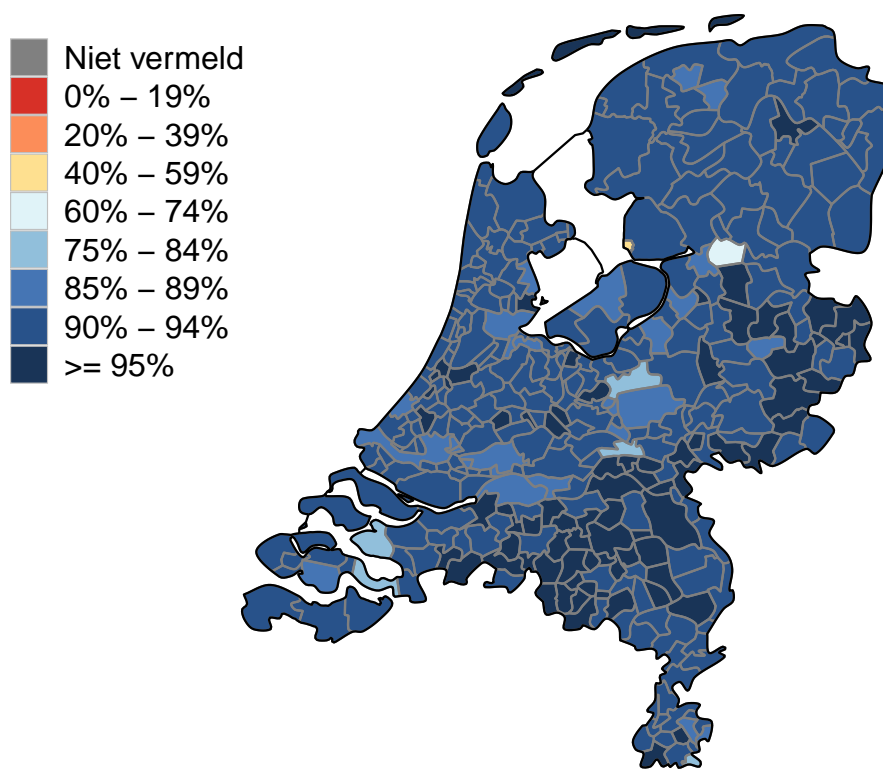 Niet vermeld
0% – 19%
20% – 39%
40% – 59%
60% – 74%
75% – 84%
85% – 89%
90% – 94%
>= 95%